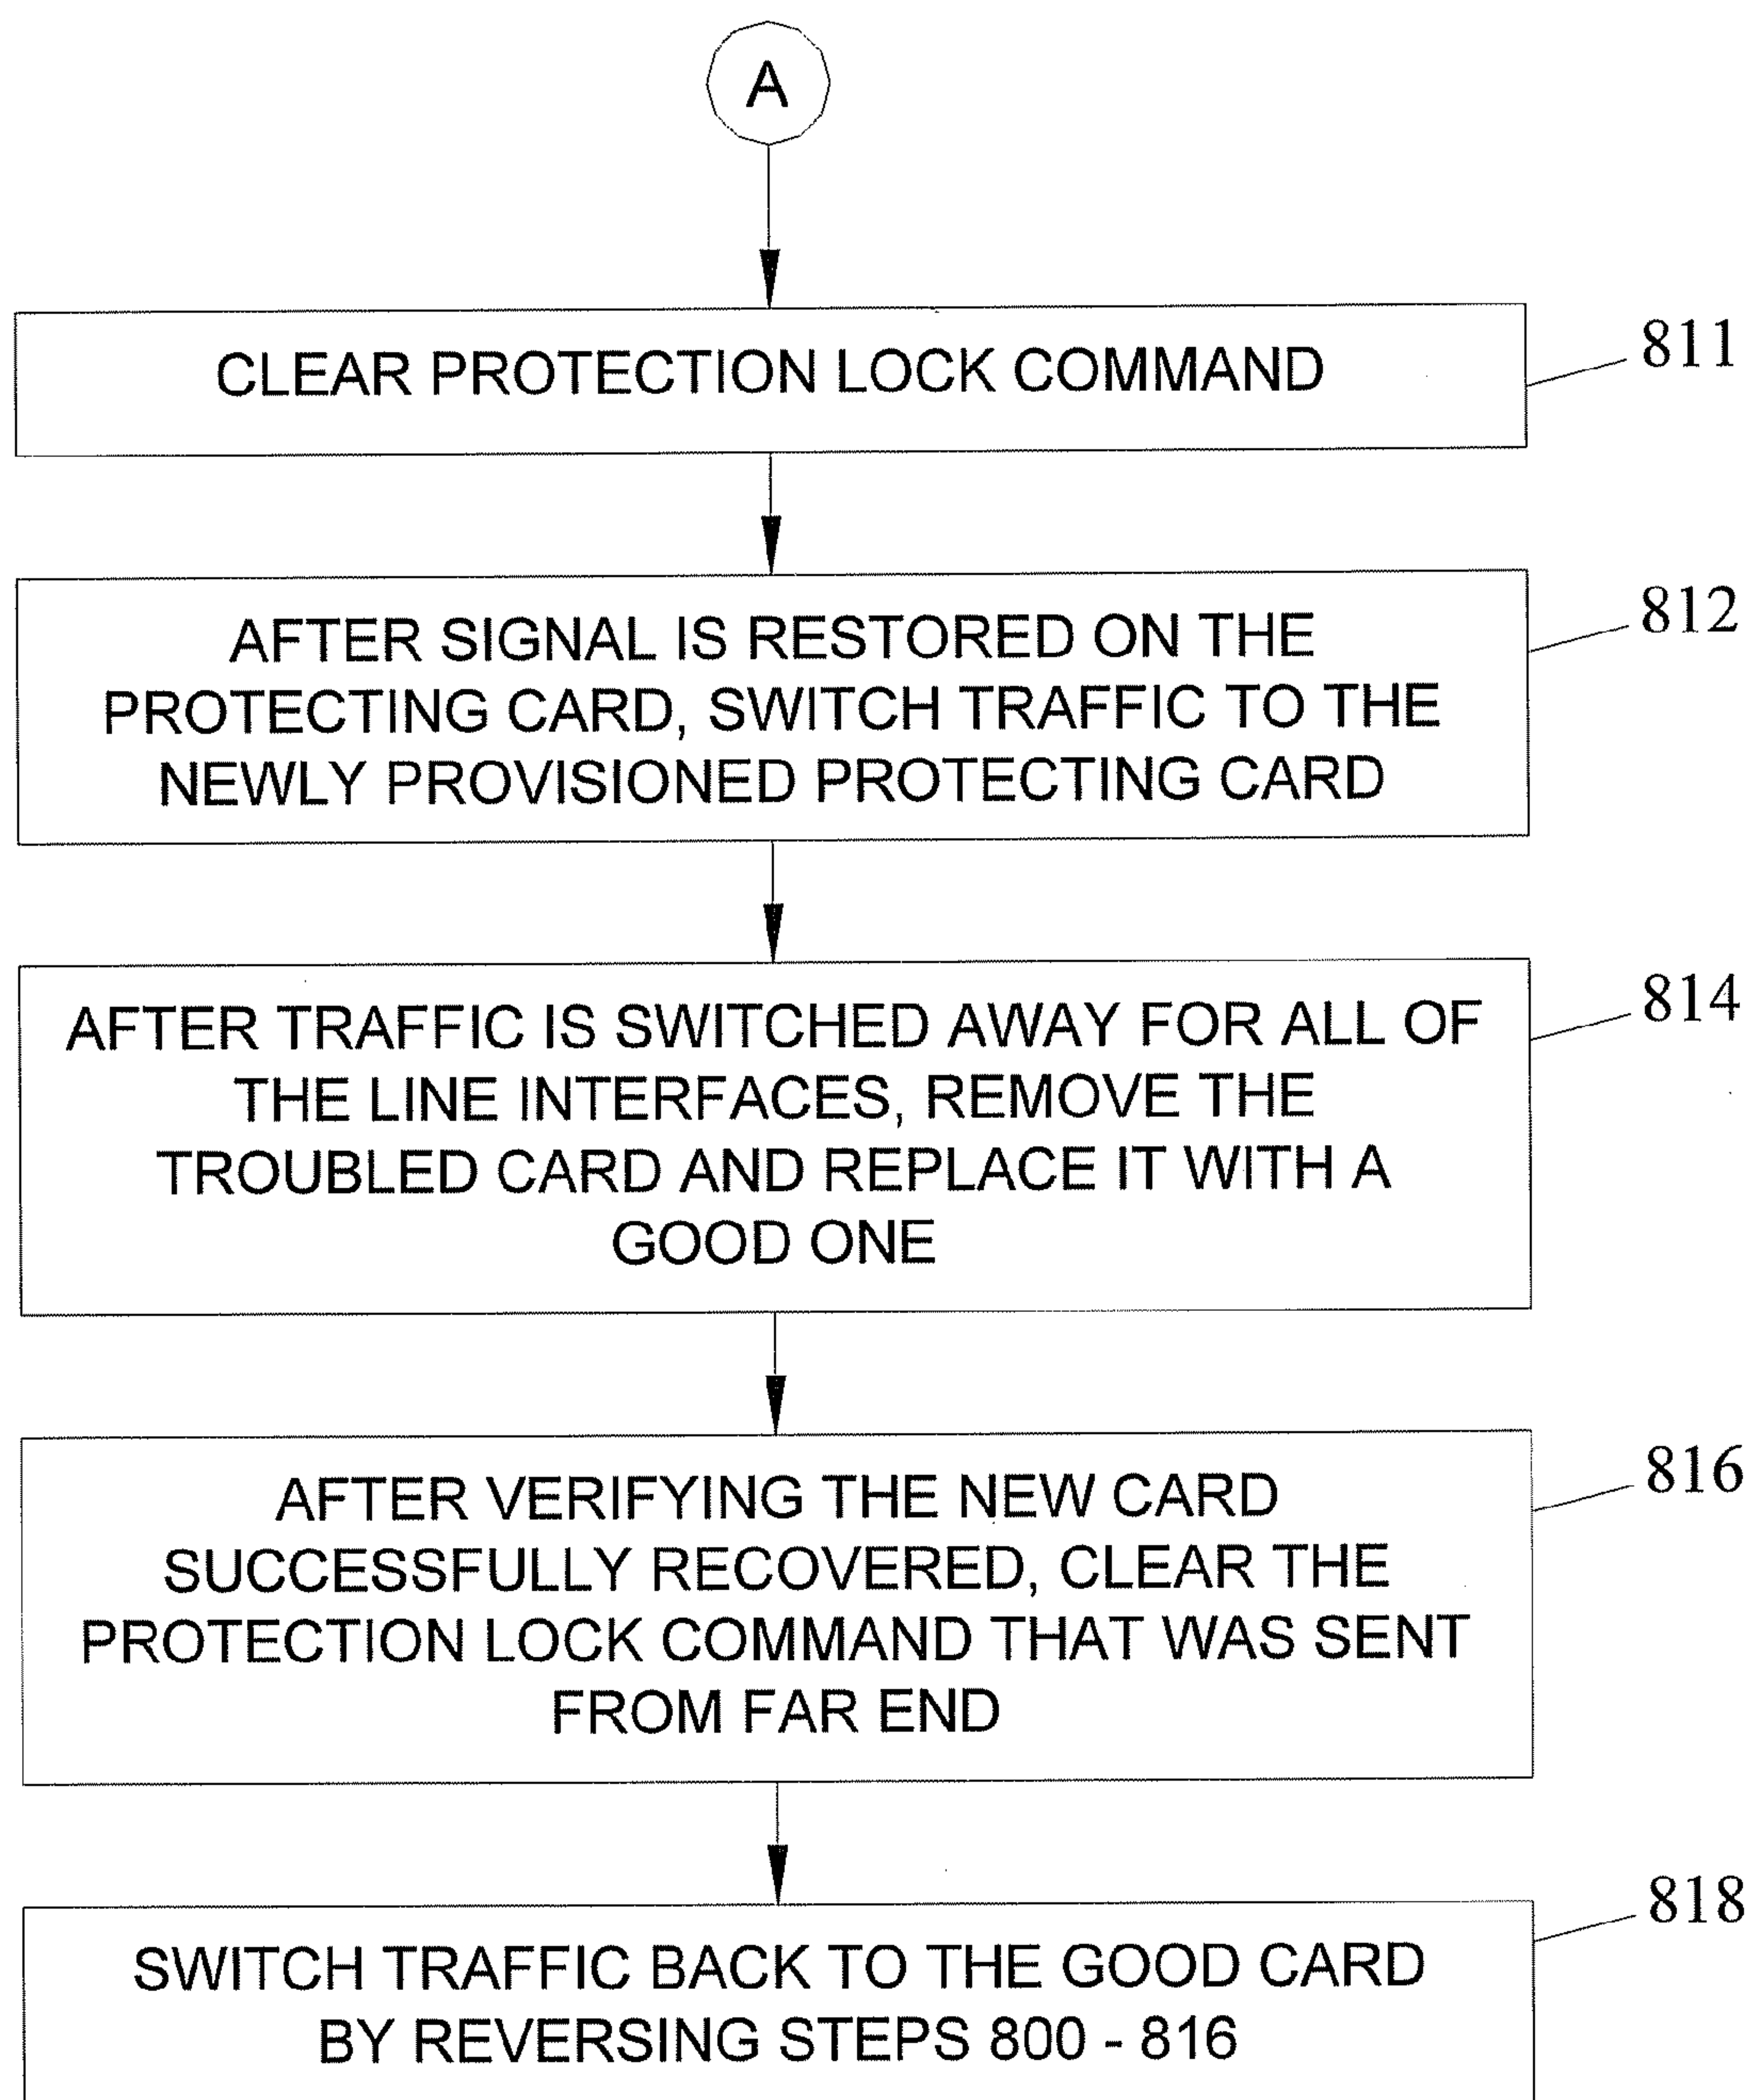 A
CLEAR PROTECTION LOCK COMMAND
811
AFTER SIGNAL IS RESTORED ON THE
PROTECTING CARD, SWITCH TRAFFIC TO THE
NEWLY PROVISIONED PROTECTING CARD
812
AFTER TRAFFIC IS SWITCHED AWAY FOR ALL OF
THE LINE INTERFACES, REMOVE THE
TROUBLED CARD AND REPLACE IT WITH A
GOOD ONE
814
AFTER VERIFYING THE NEW CARD
SUCCESSFULLY RECOVERED, CLEAR THE
PROTECTION LOCK COMMAND THAT WAS SENT
FROM FAR END
816
SWITCH TRAFFIC BACK TO THE GOOD CARD
BY REVERSING STEPS 800 - 816
818